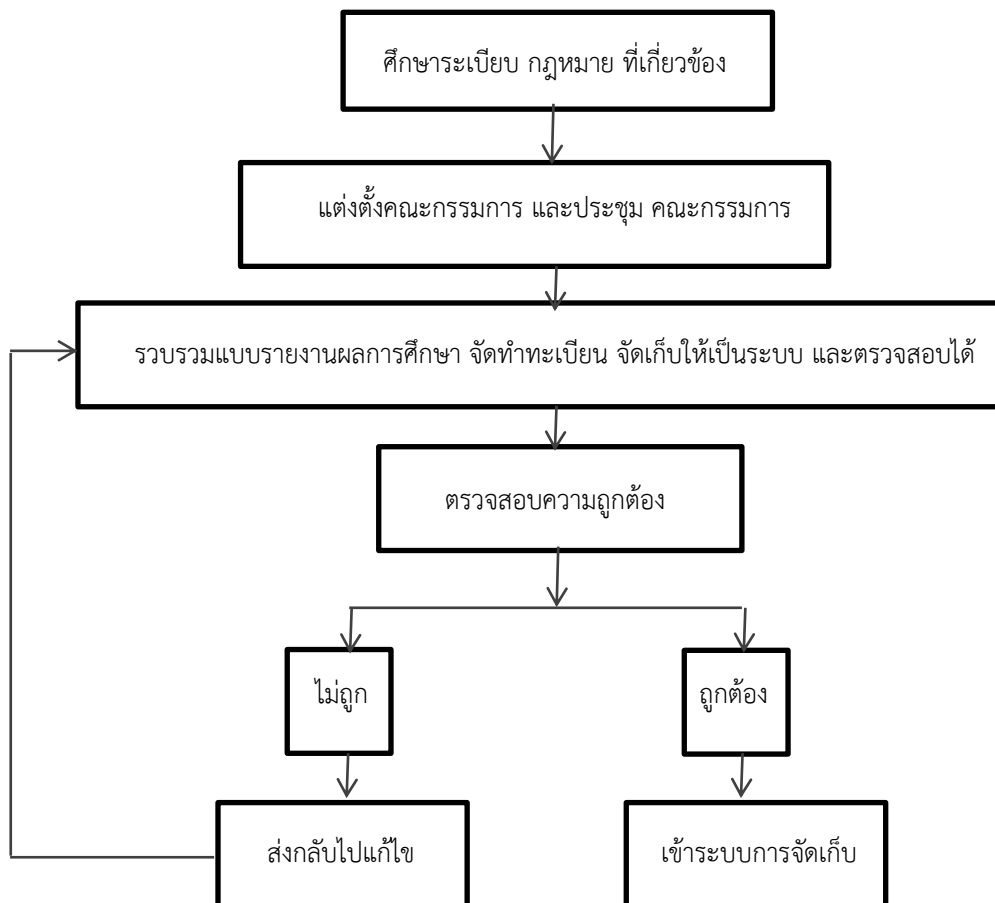 ศึกษาระเบียบ กฎหมาย ที่เกี่ยวข้อง
แต่งตั้งคณะกรรมการ และประชุม คณะกรรมการ
รวบรวมแบบรายงานผลการศึกษา จัดทำทะเบียน จัดเก็บให้เป็นระบบ และตรวจสอบได้
ตรวจสอบความถูกต้อง
ไม่ถูก
ถูกต้อง
ส่งกลับไปแก้ไข
เข้าระบบการจัดเก็บ